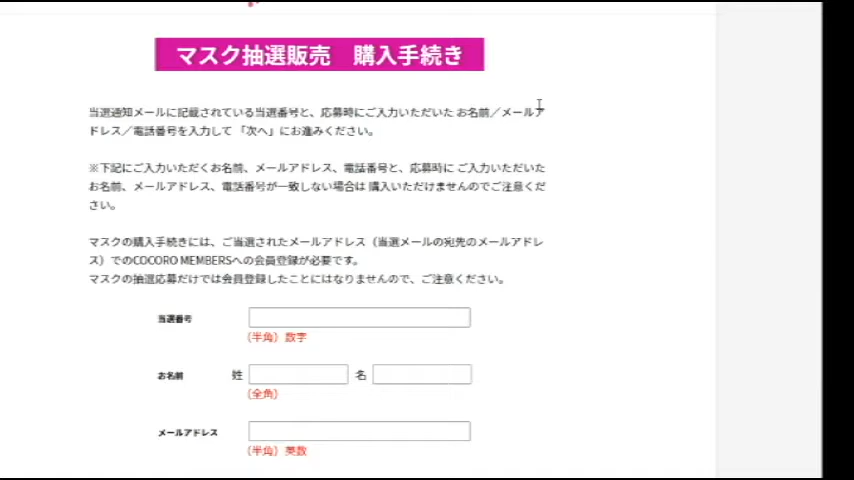 マスク抽選販売　購入手続き
当選通知メールに記載されている当選番号と、応募時にご入力いただいた お名前／メールア
ドレス／電話番号を入力して 「次へ」にお進みください。
※下記にご入力いただくお名前、メールアドレス、電話番号と、応募時に ご入力いただいた
お名前、メールアドレス、電話番号が一致しない場合は 購入いただけませんのでご注意くだ
さい。
マスクの購入手続きには、ご当選されたメールアドレス（当選メールの宛先のメールアドレ
ス）でのCOCORO MEMBERSへの会員登録が必要です。
マスクの抽選応募だけでは会員登録したことにはなりませんので、ご注意ください。
当選番号
(半角）数字
お名前 姓 名
(全角)
メールアドレス
(半角）英数